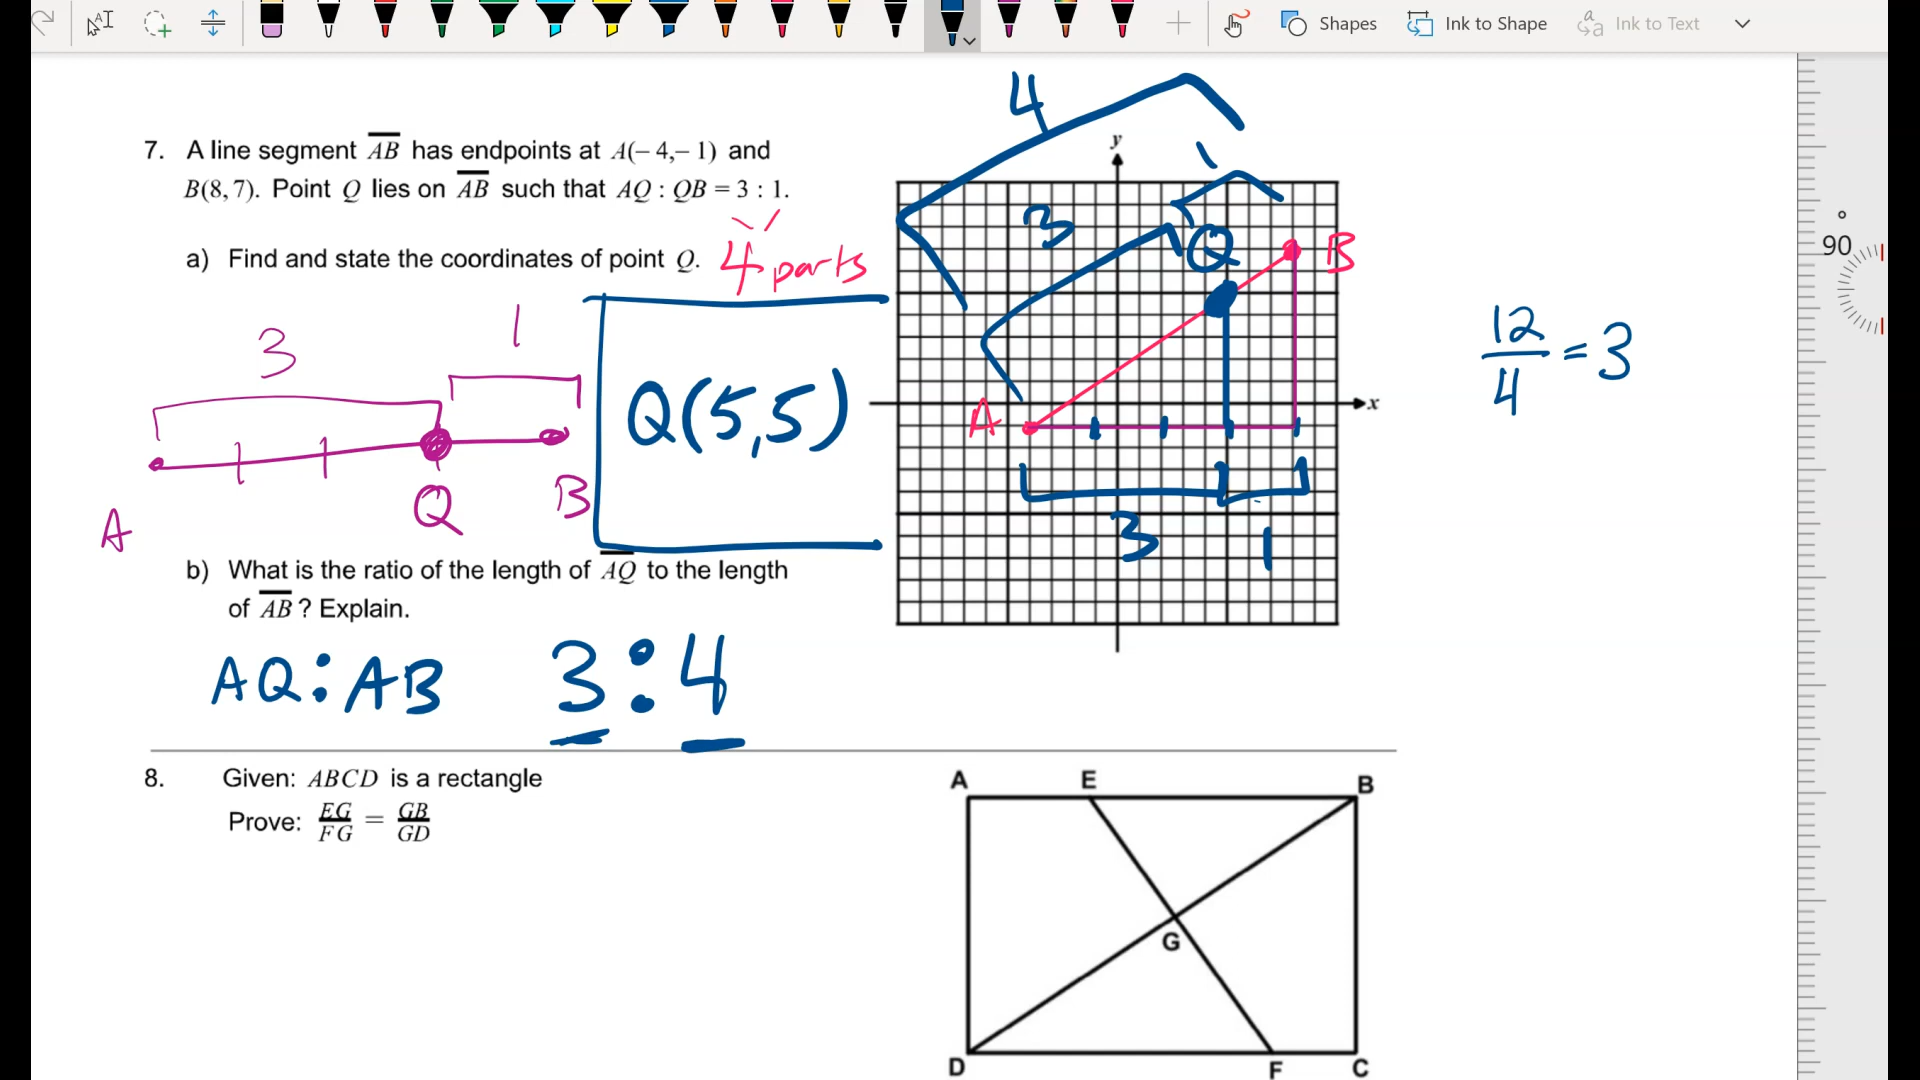 Shapes
Ink to Shape
Ink to Text
90
°
7. A line segment AB has endpoints at A(– 4,– 1) and
B(8, 7). Point Q lies on AB such that AQ : QB = 3 : 1.
a) Find and state the coordinates of point Q.
4 parts
3
1
A
Q
B
Q(5,5)
4
1
3
Q
B
A
y
x
3
1
12/4 = 3
b) What is the ratio of the length of AQ to the length
of AB ? Explain.
AQ : AB 3 : 4
8. Given: ABCD is a rectangle
Prove: EG/FG = GB/GD
A
E
B
G
D
F
C